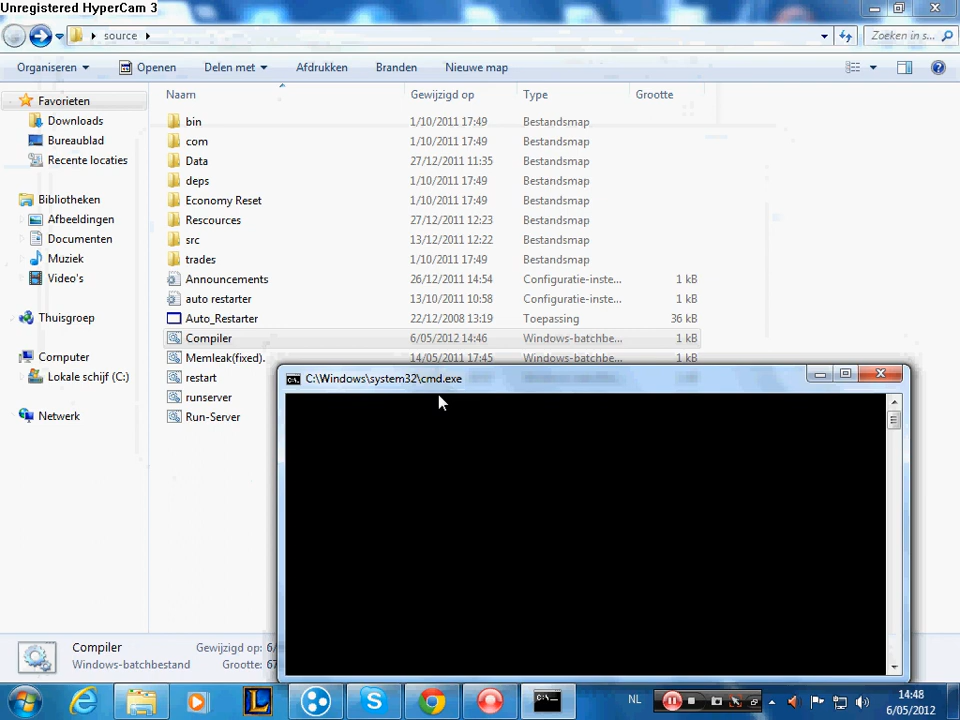 Unregistered HyperCam 3
source
Zoeken in s...
Organiseren Openen Delen met Afdrukken Branden Nieuwe map
Naam Gewijzigd op Type Grootte
Favorieten
Downloads
Bureaublad
Recente locaties
Bibliotheken
Afbeeldingen
Documenten
Muziek
Video's
Thuisgroep
Computer
Lokale schijf (C:)
Netwerk
bin 1/10/2011 17:49 Bestandsmap
com 1/10/2011 17:49 Bestandsmap
Data 27/12/2011 11:35 Bestandsmap
deps 1/10/2011 17:49 Bestandsmap
Economy Reset 1/10/2011 17:49 Bestandsmap
Rescources 27/12/2011 12:23 Bestandsmap
src 13/12/2011 12:22 Bestandsmap
trades 1/10/2011 17:49 Bestandsmap
Announcements 26/12/2011 14:54 Configuratie-inste... 1 kB
auto restarter 13/10/2011 10:58 Configuratie-inste... 1 kB
Auto_Restarter 22/12/2008 13:19 Toepassing 36 kB
Compiler 6/05/2012 14:46 Windows-batchbe... 1 kB
Memleak(fixed). 14/05/2011 17:45 Windows-batchbe... 1 kB
restart
runserver
Run-Server
C:\Windows\system32\cmd.exe
Compiler Gewijzigd op: 6/
Windows-batchbestand Grootte: 67
NL
14:48
6/05/2012